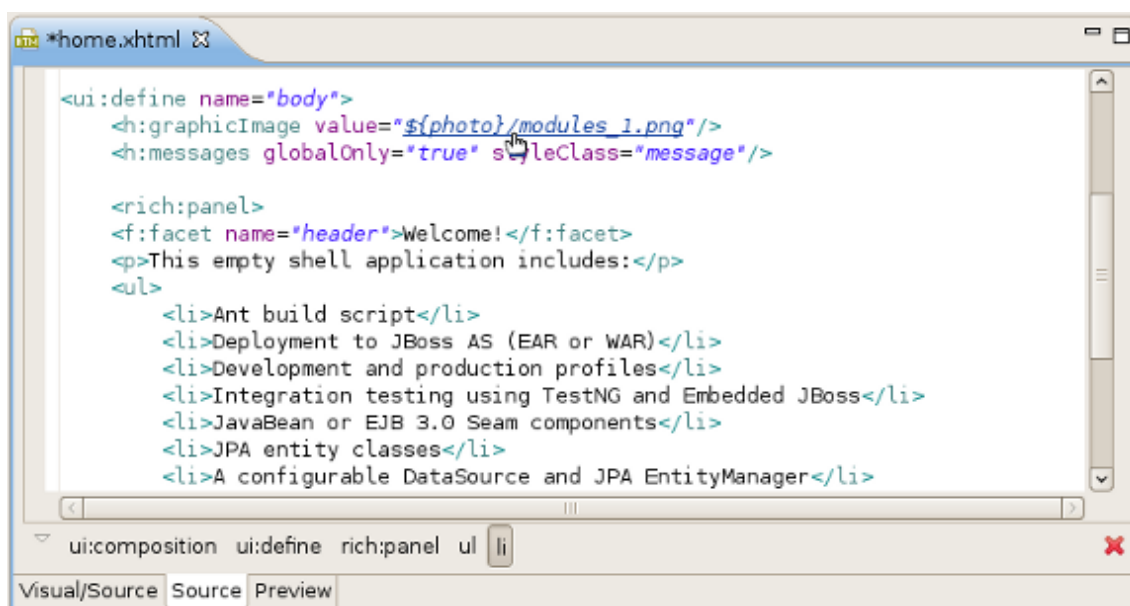 *home.xhtml
<ui:define name="body">
<h:graphicImage value="${photo}/modules_1.png"/>
<h:messages globalOnly="true" styleClass="message"/>
<rich:panel>
<f:facet name="header">Welcome!</f:facet>
<p>This empty shell application includes:</p>
<ul>
<li>Ant build script</li>
<li>Deployment to JBoss AS (EAR or WAR)</li>
<li>Development and production profiles</li>
<li>Integration testing using TestNG and Embedded JBoss</li>
<li>JavaBean or EJB 3.0 Seam components</li>
<li>JPA entity classes</li>
<li>A configurable DataSource and JPA EntityManager</li>
ui:composition ui:define rich:panel ul li
Visual/Source Source Preview